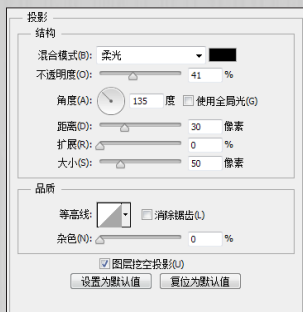 投影
结构
混合模式(B): 柔光
不透明度(O): 41 %
角度(A): 135 度 使用全局光(G)
距离(D): 30 像素
扩展(R): 0 %
大小(S): 50 像素
品质
等高线: 消除锯齿(L)
杂色(N): 0 %
图层挖空投影(U)
设置为默认值 复位为默认值